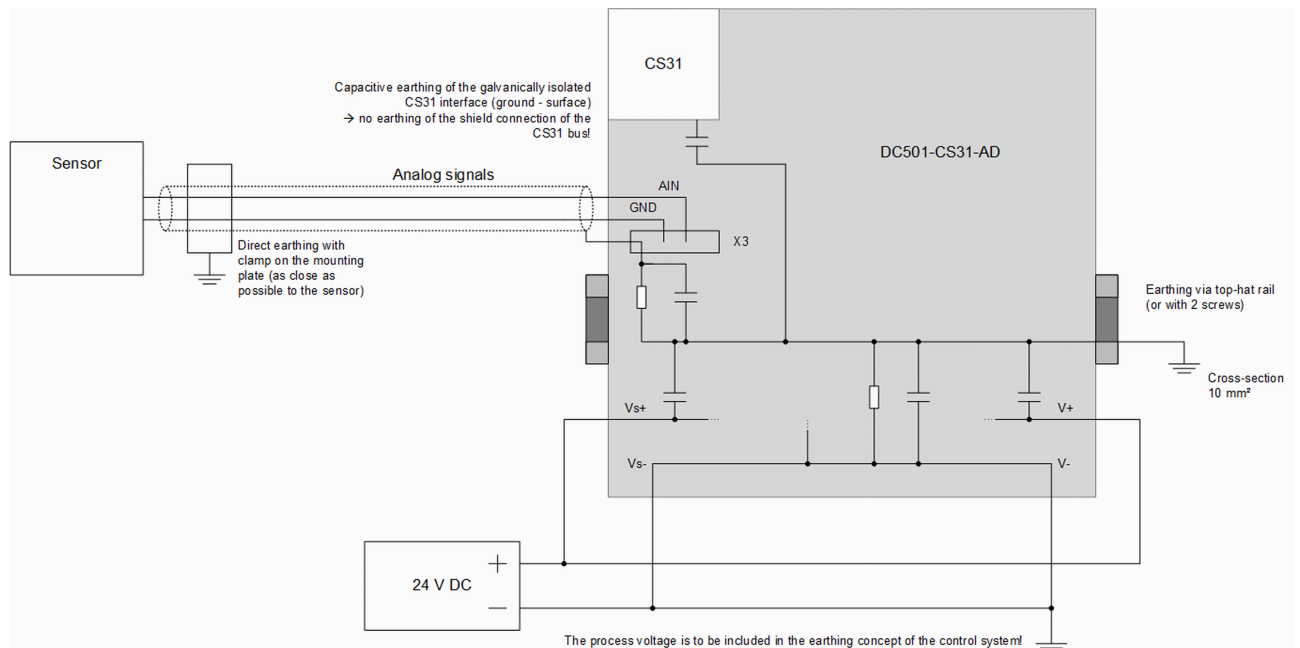 CS31
Capacitive earthing of the galvanically isolated
CS31 interface (ground - surface)
→ no earthing of the shield connection of the
CS31 bus!
DC501-CS31-AD
Sensor
Analog signals
AIN
GND
X3
Direct earthing with
clamp on the mounting
plate (as close as
possible to the sensor)
Earthing via top-hat rail
(or with 2 screws)
Cross-section
10 mm²
Vs+
V+
Vs-
V-
24 V DC
+
−
The process voltage is to be included in the earthing concept of the control system!